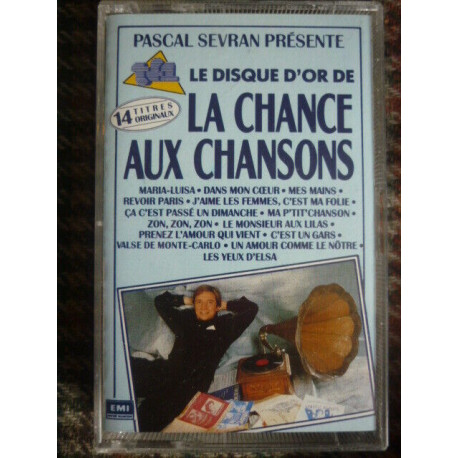 PASCAL SEVRAN PRÉSENTE
LE DISQUE D'OR DE
14 TITRES ORIGINAUX
LA CHANCE
AUX CHANSONS
MARIA-LUISA • DANS MON CŒUR • MES MAINS •
REVOIR PARIS • J'AIME LES FEMMES, C'EST MA FOLIE •
ÇA C'EST PASSÉ UN DIMANCHE • MA P'TIT'CHANSON •
ZON, ZON, ZON • LE MONSIEUR AUX LILAS •
PRENEZ L'AMOUR QUI VIENT • C'EST UN GARS •
VALSE DE MONTE-CARLO • UN AMOUR COMME LE NÔTRE •
LES YEUX D'ELSA
EMI